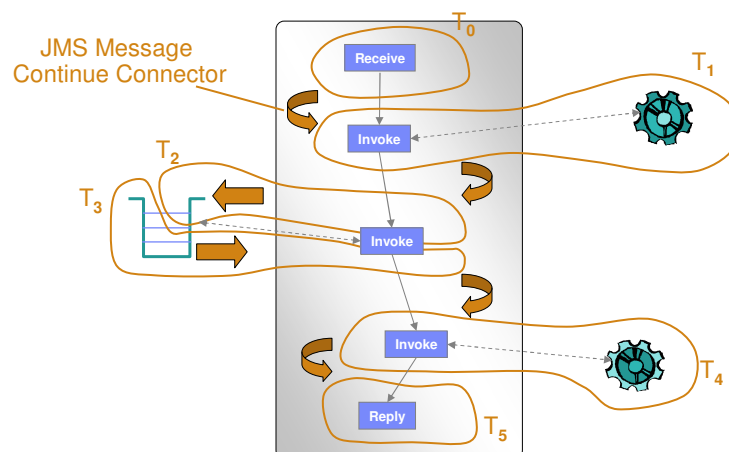 T0
JMS Message
Continue Connector
Receive
T1
Invoke
T2
T3
Invoke
Invoke
T4
Reply
T5